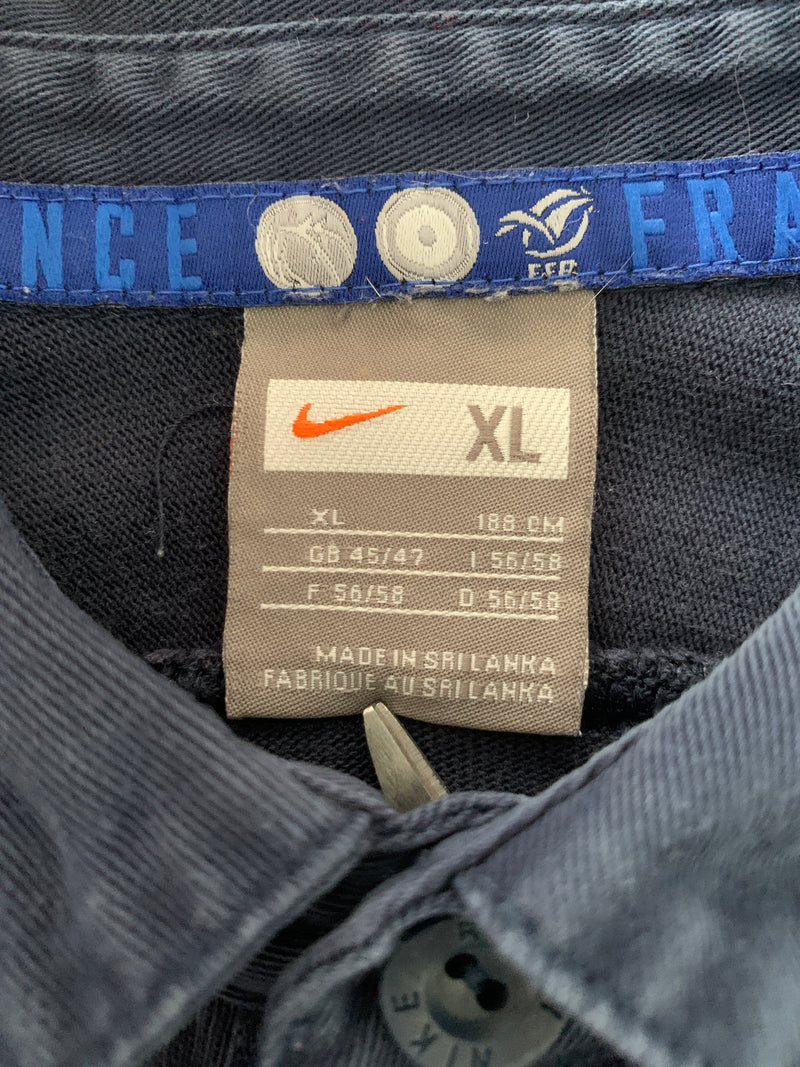 NCE F.F.R. FRA
XL
XL 188 CM
GB 45/47 I 56/58
F 56/58 D 56/58
MADE IN SRI LANKA
FABRIQUE AU SRI LANKA
NIKE